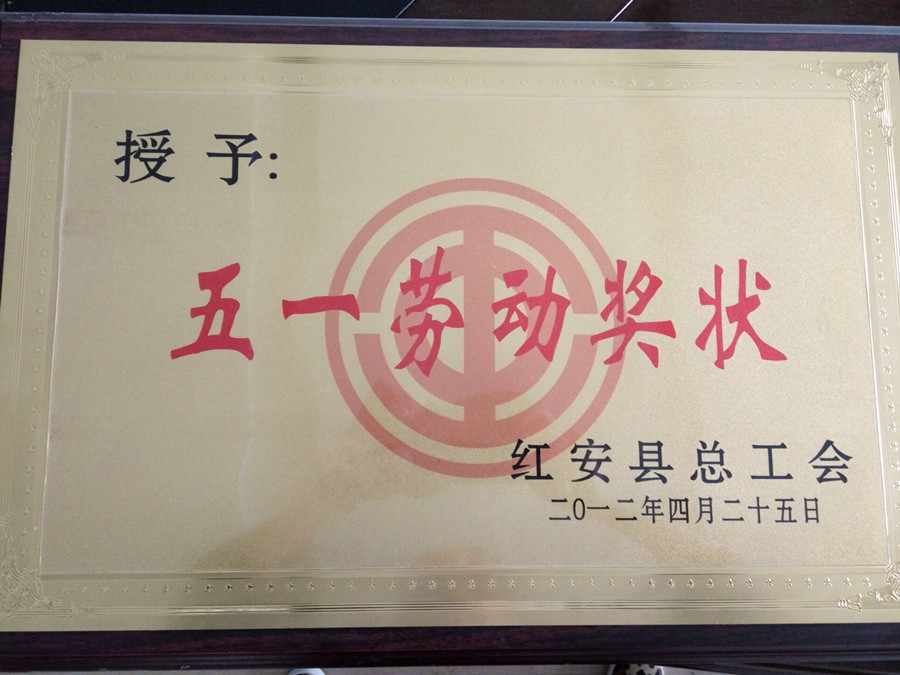 授予:
五一劳动奖状
红安县总工会
二0一二年四月二十五日